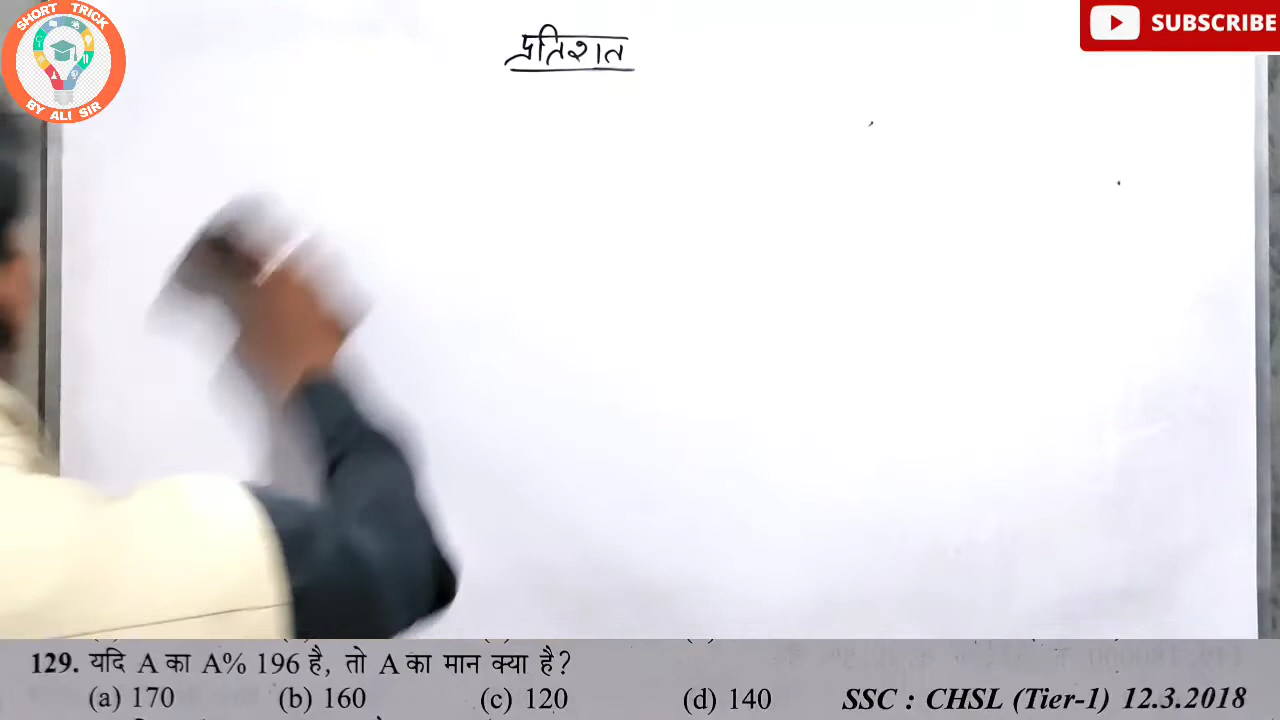 SHORT TRICK
BY ALI SIR
SUBSCRIBE
प्रतिशत
129. यदि A का A% 196 है, तो A का मान क्या है?
(a) 170 (b) 160 (c) 120 (d) 140 SSC : CHSL (Tier-1) 12.3.2018